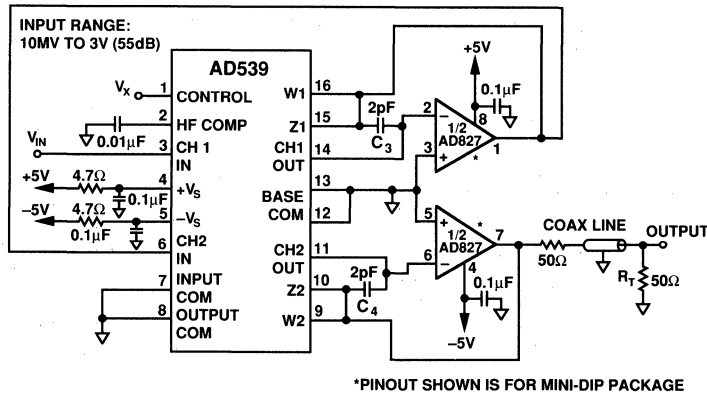 INPUT RANGE:
10MV TO 3V (55dB)
AD539
VX
1
CONTROL
2
HF COMP
0.01µF
VIN
3
CH 1
IN
+5V
4.7Ω
4
+VS
0.1µF
–5V
4.7Ω
5
–VS
0.1µF
6
CH2
IN
7
INPUT
COM
8
OUTPUT
COM
W1
16
Z1
15
2pF
C3
CH1
OUT
14
BASE
COM
13
12
CH2
OUT
11
Z2
10
2pF
C4
W2
9
+5V
0.1µF
8
2
–
1/2
AD827
*
1
3
+
5
+
*
1/2
AD827
7
6
–
4
0.1µF
–5V
50Ω
COAX LINE
OUTPUT
RT
50Ω
*PINOUT SHOWN IS FOR MINI-DIP PACKAGE